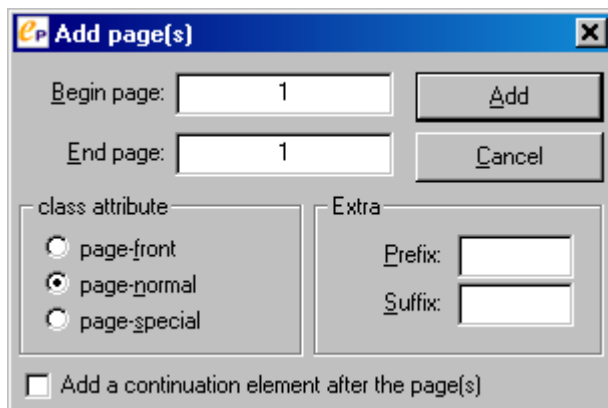 eP Add page(s)
Begin page: 1 Add
End page: 1 Cancel
class attribute Extra
page-front Prefix:
page-normal Suffix:
page-special
Add a continuation element after the page(s)